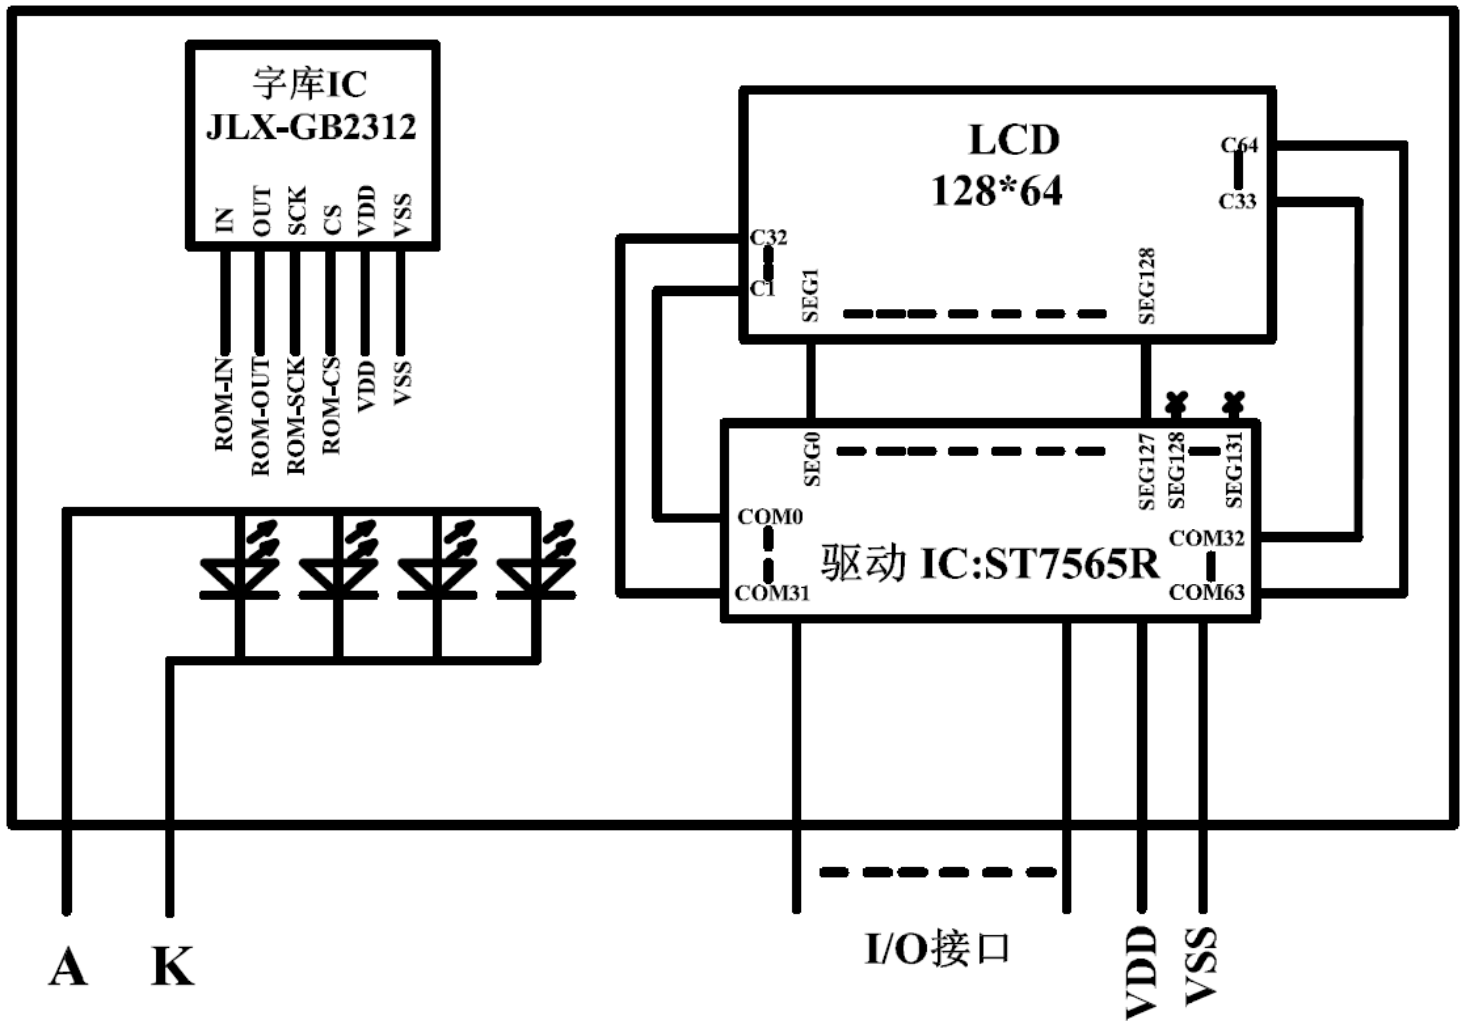 字库IC
JLX-GB2312
IN
OUT
SCK
CS
VDD
VSS
ROM-IN
ROM-OUT
ROM-SCK
ROM-CS
VDD
VSS
LCD
128*64
C64
C33
C32
C1
SEG1
SEG128
SEG0
SEG127
SEG128
SEG131
COM0
COM31
驱动 IC:ST7565R
COM32
COM63
A
K
I/O接口
VDD
VSS